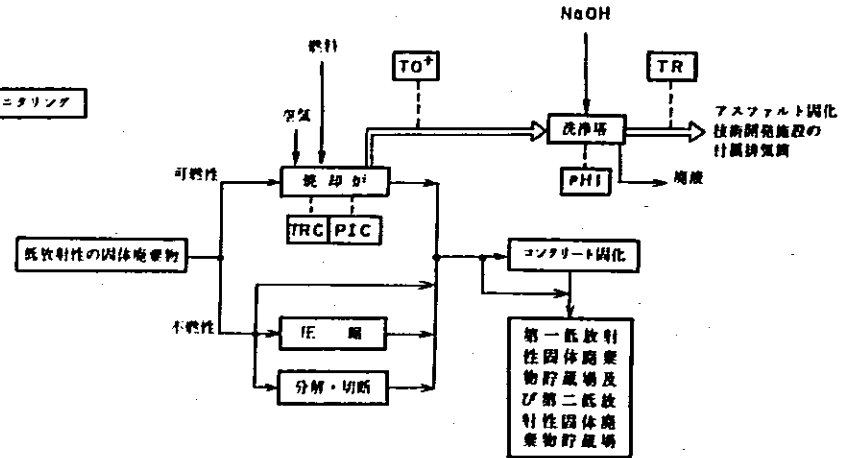 NaOH
燃料
TO+
TR
ニタリング
空気
洗浄塔
アスファルト固化
技術開発施設の
付属排気筒
可燃性
焼却炉
PHI
廃液
TRC
PIC
低放射性の固体廃棄物
コンクリート固化
不燃性
圧縮
分解・切断
第一低放射
性固体廃棄
物貯蔵場及
び第二低放
射性固体廃
棄物貯蔵場